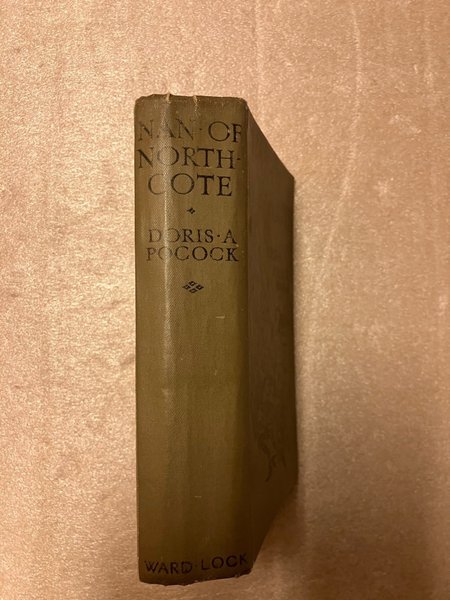 NAN·OF
NORTH-
COTE
DORIS·A
POCOCK
WARD·LOCK